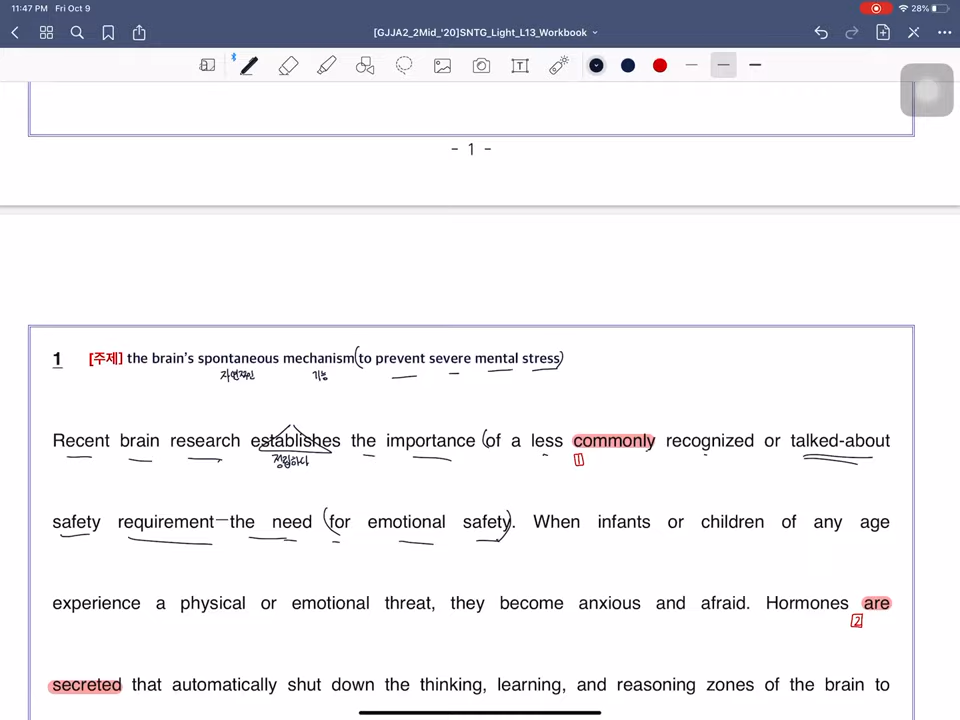 11:47 PM Fri Oct 9
28%
[GJJA2_2Mid_'20]SNTG_Light_L13_Workbook
T
- 1 -
1 [주제] the brain's spontaneous mechanism(to prevent severe mental stress)
자연적인 기능
Recent brain research establishes the importance (of a less commonly recognized or talked-about
정립하다 1
safety requirement—the need (for emotional safety). When infants or children of any age
experience a physical or emotional threat, they become anxious and afraid. Hormones are
2
secreted that automatically shut down the thinking, learning, and reasoning zones of the brain to